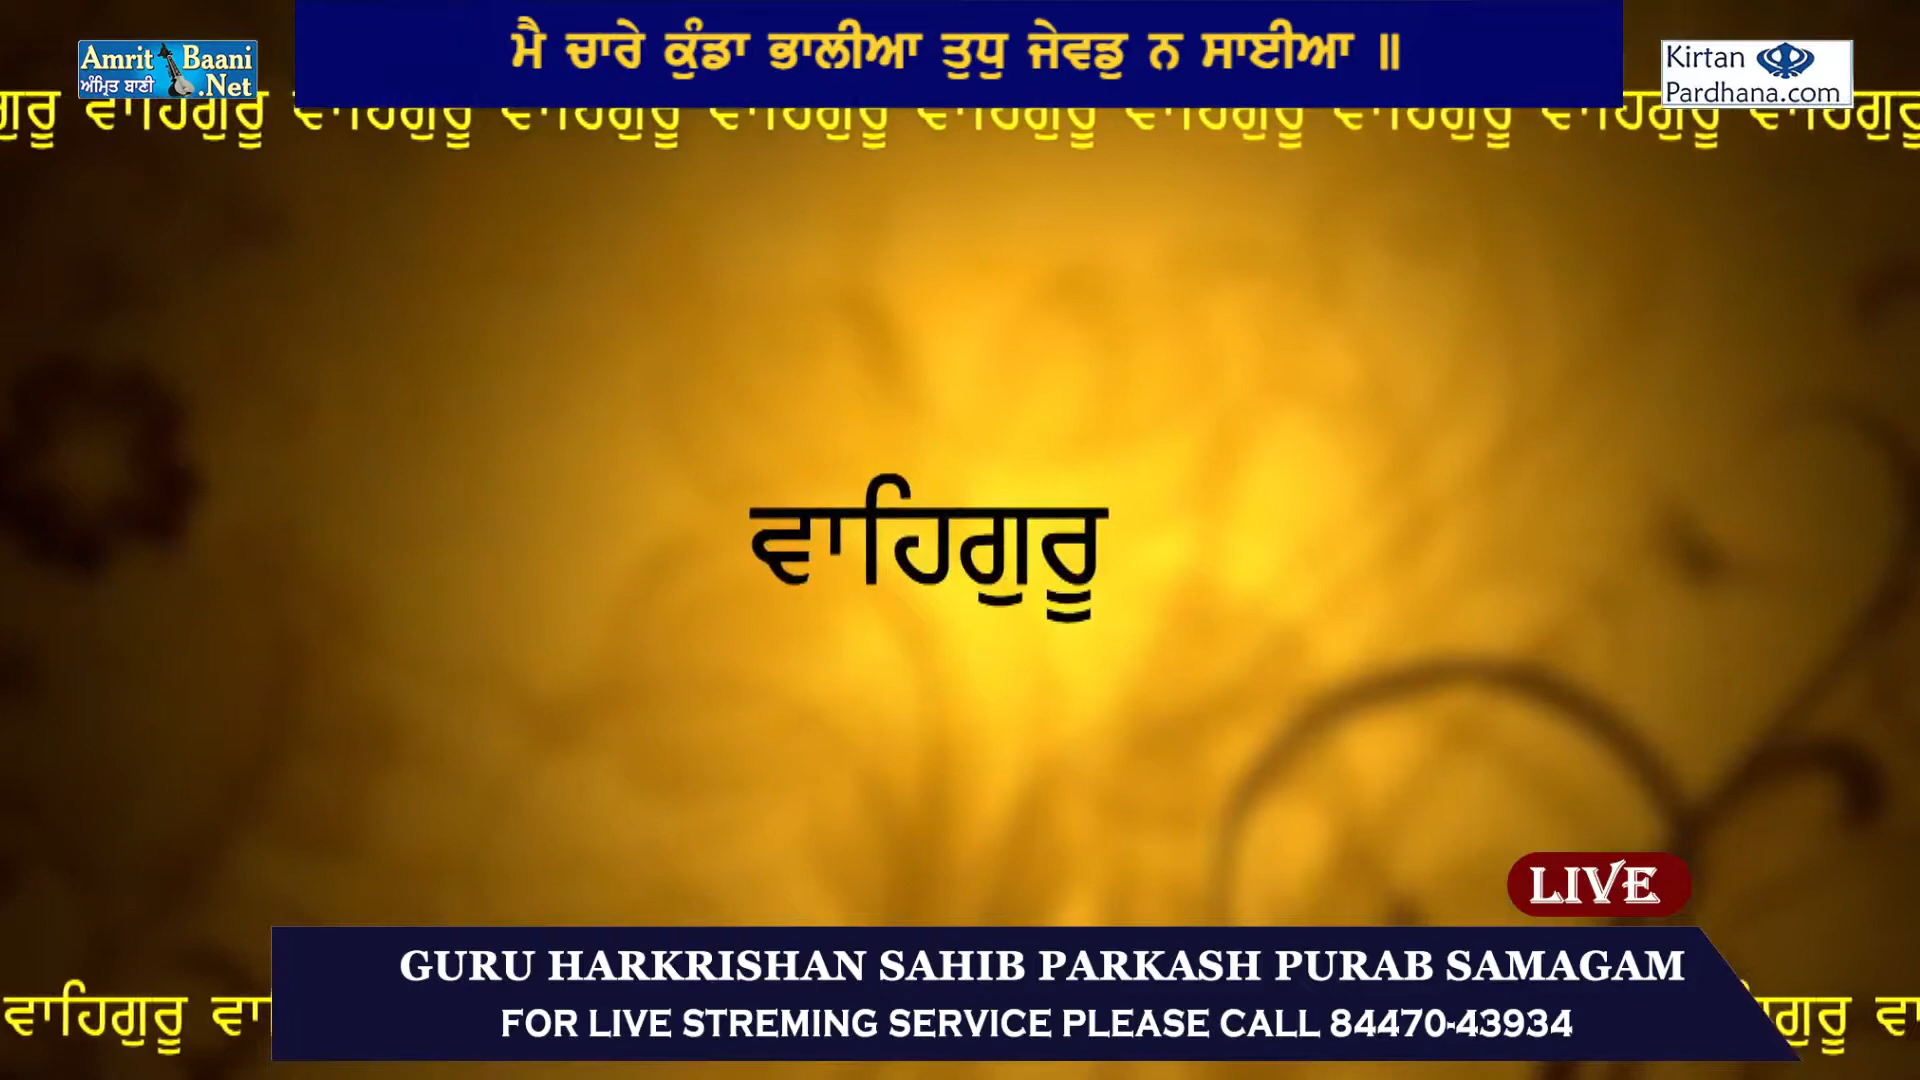 ਮੈ ਚਾਰੇ ਕੁੰਡਾ ਭਾਲੀਆ ਤੁਧੁ ਜੇਵਡੁ ਨ ਸਾਈਆ ॥
Amrit Baani
ਅੰਮ੍ਰਿਤ ਬਾਣੀ .Net
Kirtan
Pardhana.com
ਗੁਰੂ ਵਾਹਿਗੁਰੂ ਵਾਹਿਗੁਰੂ ਵਾਹਿਗੁਰੂ ਵਾਹਿਗੁਰੂ ਵਾਹਿਗੁਰੂ ਵਾਹਿਗੁਰੂ ਵਾਹਿਗੁਰੂ ਵਾਹਿਗੁਰੂ ਵਾਹਿਗੁਰੂ
ਵਾਹਿਗੁਰੂ
LIVE
GURU HARKRISHAN SAHIB PARKASH PURAB SAMAGAM
FOR LIVE STREMING SERVICE PLEASE CALL 84470-43934
ਵਾਹਿਗੁਰੂ ਵਾ ਗੁਰੂ ਵਾ